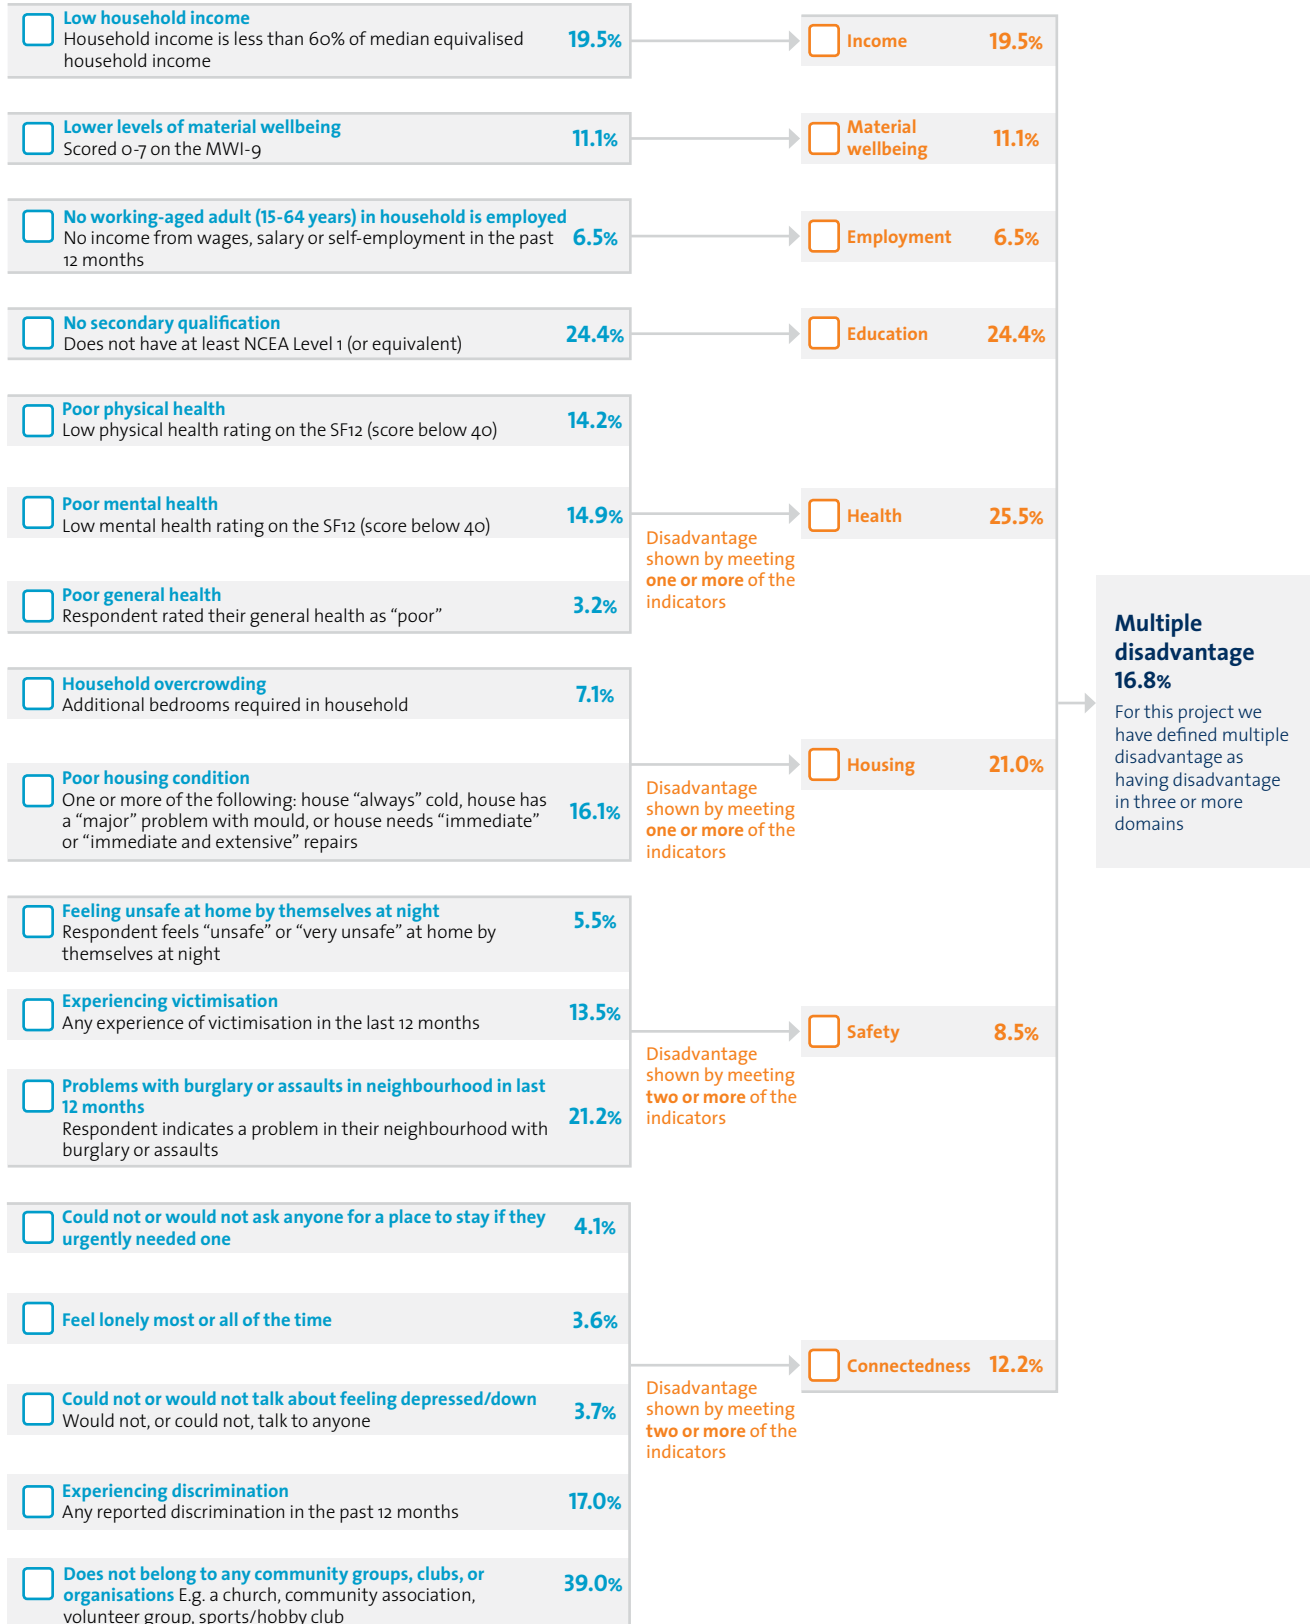 Low household income
Household income is less than 60% of median equivalised
household income
19.5%
Income
19.5%
Lower levels of material wellbeing
Scored 0-7 on the MWI-9
11.1%
Material
wellbeing
11.1%
No working-aged adult (15-64 years) in household is employed
No income from wages, salary or self-employment in the past
12 months
6.5%
Employment
6.5%
No secondary qualification
Does not have at least NCEA Level 1 (or equivalent)
24.4%
Education
24.4%
Poor physical health
Low physical health rating on the SF12 (score below 40)
14.2%
Poor mental health
Low mental health rating on the SF12 (score below 40)
14.9%
Poor general health
Respondent rated their general health as “poor”
3.2%
Disadvantage
shown by meeting
one or more of the
indicators
Health
25.5%
Household overcrowding
Additional bedrooms required in household
7.1%
Poor housing condition
One or more of the following: house “always” cold, house has
a “major” problem with mould, or house needs “immediate”
or “immediate and extensive” repairs
16.1%
Disadvantage
shown by meeting
one or more of the
indicators
Housing
21.0%
Feeling unsafe at home by themselves at night
Respondent feels “unsafe” or “very unsafe” at home by
themselves at night
5.5%
Experiencing victimisation
Any experience of victimisation in the last 12 months
13.5%
Problems with burglary or assaults in neighbourhood in last
12 months
Respondent indicates a problem in their neighbourhood with
burglary or assaults
21.2%
Disadvantage
shown by meeting
two or more of the
indicators
Safety
8.5%
Could not or would not ask anyone for a place to stay if they
urgently needed one
4.1%
Feel lonely most or all of the time
3.6%
Could not or would not talk about feeling depressed/down
Would not, or could not, talk to anyone
3.7%
Experiencing discrimination
Any reported discrimination in the past 12 months
17.0%
Does not belong to any community groups, clubs, or
organisations E.g. a church, community association,
volunteer group, sports/hobby club
39.0%
Disadvantage
shown by meeting
two or more of the
indicators
Connectedness
12.2%
Multiple
disadvantage
16.8%
For this project we
have defined multiple
disadvantage as
having disadvantage
in three or more
domains